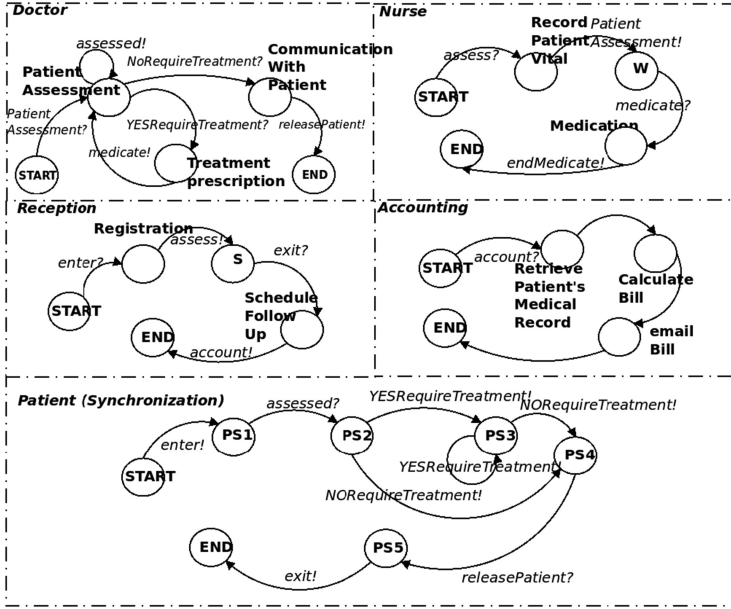 Doctor
assessed!
NoRequireTreatment?
Communication
With
Patient
Patient
Assessment
Patient
Assessment?
YESRequireTreatment?
releasePatient!
medicate!
Treatment
prescription
START
END
Nurse
Record
Patient
Vital
Patient
Assessment!
assess?
W
START
medicate?
Medication
END
endMedicate!
Reception
Registration
assess!
enter?
S
exit?
START
Schedule
Follow
Up
END
account!
Accounting
account?
START
Retrieve
Patient's
Medical
Record
Calculate
Bill
END
email
Bill
Patient (Synchronization)
YESRequireTreatment!
assessed?
NORequireTreatment!
enter!
PS1
PS2
PS3
PS4
YESRequireTreatment!
START
NORequireTreatment!
END
PS5
exit!
releasePatient?